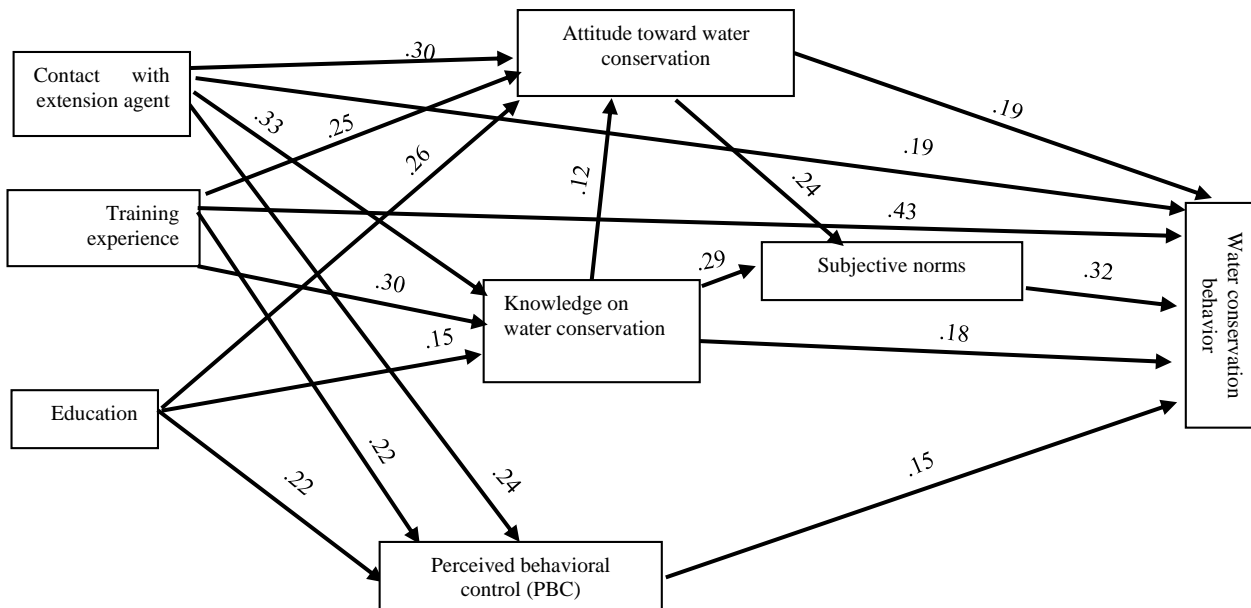 Attitude toward water
conservation
Contact with
extension agent
.30
.33
.25
.26
.19
.19
.12
.24
Training
experience
.43
Subjective norms
.29
.32
.30
Knowledge on
water conservation
.15
.18
Water conservation
behavior
Education
.22
.22
.24
.15
Perceived behavioral
control (PBC)